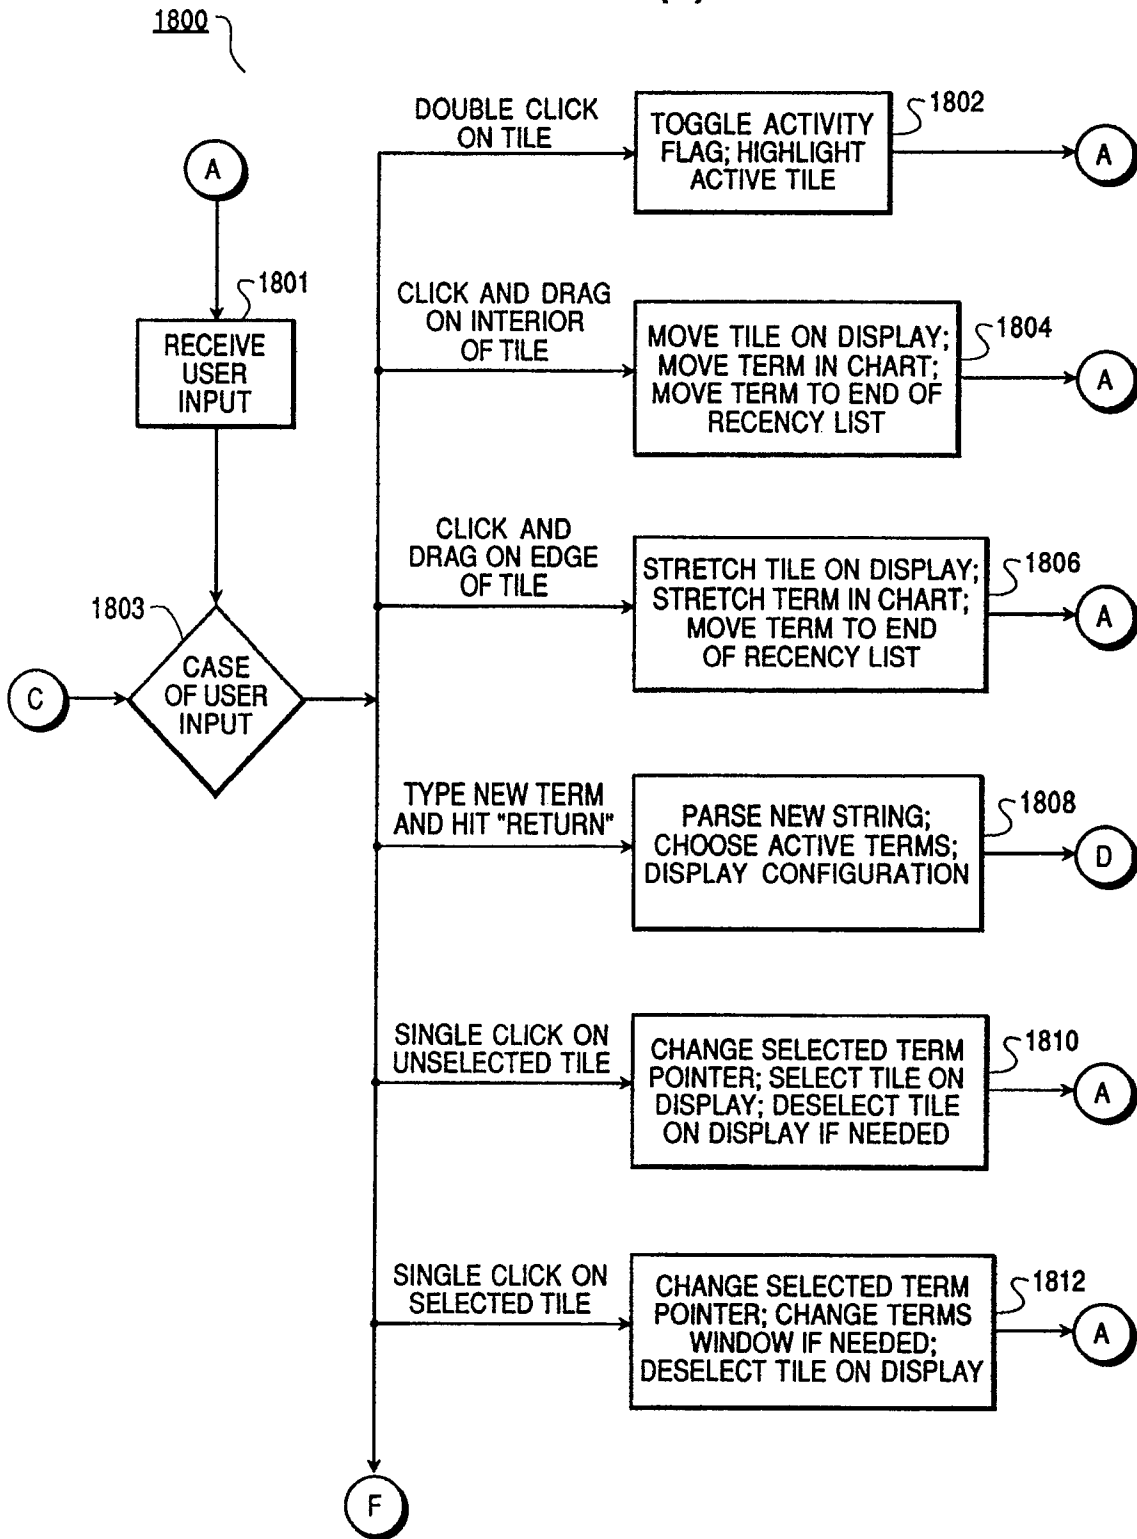 1800
A
1801
RECEIVE
USER
INPUT
1803
CASE
OF USER
INPUT
C
DOUBLE CLICK
ON TILE
TOGGLE ACTIVITY
FLAG; HIGHLIGHT
ACTIVE TILE
1802
A
CLICK AND DRAG
ON INTERIOR
OF TILE
MOVE TILE ON DISPLAY;
MOVE TERM IN CHART;
MOVE TERM TO END OF
RECENCY LIST
1804
A
CLICK AND
DRAG ON EDGE
OF TILE
STRETCH TILE ON DISPLAY;
STRETCH TERM IN CHART;
MOVE TERM TO END
OF RECENCY LIST
1806
A
TYPE NEW TERM
AND HIT "RETURN"
PARSE NEW STRING;
CHOOSE ACTIVE TERMS;
DISPLAY CONFIGURATION
1808
D
SINGLE CLICK ON
UNSELECTED TILE
CHANGE SELECTED TERM
POINTER; SELECT TILE ON
DISPLAY; DESELECT TILE
ON DISPLAY IF NEEDED
1810
A
SINGLE CLICK ON
SELECTED TILE
CHANGE SELECTED TERM
POINTER; CHANGE TERMS
WINDOW IF NEEDED;
DESELECT TILE ON DISPLAY
1812
A
F